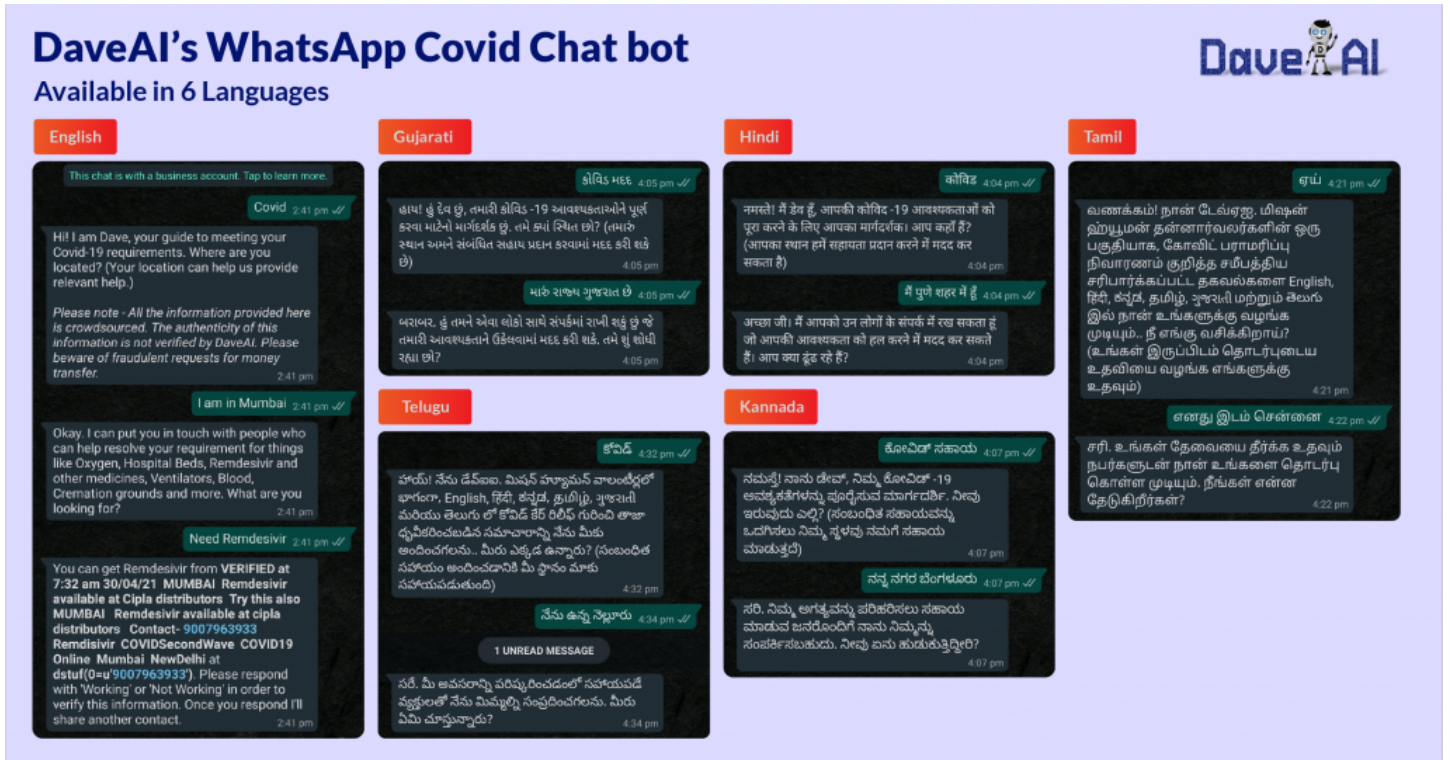 DaveAI's WhatsApp Covid Chat bot
Available in 6 Languages
Dave AI
English
This chat is with a business account. Tap to learn more.
Covid 2:41 pm
Hi! I am Dave, your guide to meeting your
Covid-19 requirements. Where are you
located? (Your location can help us provide
relevant help.)
Please note - All the information provided here
is crowdsourced. The authenticity of this
information is not verified by DaveAI. Please
beware of fraudulent requests for money
transfer.
2:41 pm
I am in Mumbai 2:41 pm
Okay. I can put you in touch with people who
can help resolve your requirement for things
like Oxygen, Hospital Beds, Remdesivir and
other medicines, Ventilators, Blood,
Cremation grounds and more. What are you
looking for?
2:41 pm
Need Remdesivir 2:41 pm
You can get Remdesivir from VERIFIED at
7:32 am 30/04/21 MUMBAI Remdesivir
available at Cipla distributors Try this also
MUMBAI Remdesivir available at cipla
distributors Contact- 9007963933
Remdisivir COVIDSecondWave COVID19
Online Mumbai NewDelhi at
dstuf(0=u'9007963933'). Please respond
with 'Working' or 'Not Working' in order to
verify this information. Once you respond I'll
share another contact.
2:41 pm
Gujarati
કોવિડ મદદ 4:05 pm
હાય! હું દેવ છું, તમારી કોવિડ -19 આવશ્યકતાઓને પૂર્ણ
કરવા માટેનો માર્ગદર્શક છું. તમે ક્યાં સ્થિત છો? (તમારું
સ્થાન અમને સંબંધિત સહાય પ્રદાન કરવામાં મદદ કરી શકે
છે)
4:05 pm
મારું રાજ્ય ગુજરાત છે 4:05 pm
બરાબર. હું તમને એવા લોકો સાથે સંપર્કમાં રાખી શકું છું જે
તમારી આવશ્યકતાને ઉકેલવામાં મદદ કરી શકે. તમે શું શોધી
રહ્યા છો?
4:05 pm
Telugu
కోవిడ్ 4:32 pm
హాయ్! నేను డేవ్ఐఐ. మిషన్ హ్యూమన్ వాలంటీర్లలో
భాగంగా, English, हिंदी, ಕನ್ನಡ, தமிழ், ગુજરાતી
మరియు తెలుగు లో కోవిడ్ కేర్ రిలీఫ్ గురించి తాజా
ధృవీకరించబడిన సమాచారాన్ని నేను మీకు
అందించగలను.. మీరు ఎక్కడ ఉన్నారు? (సంబంధిత
సహాయం అందించడానికి మీ స్థానం మాకు
సహాయపడుతుంది)
4:32 pm
నేను ఉన్న నెల్లూరు 4:34 pm
1 UNREAD MESSAGE
సరే. మీ అవసరాన్ని పరిష్కరించడంలో సహాయపడే
వ్యక్తులతో నేను మిమ్మల్ని సంప్రదించగలను. మీరు
ఏమి చూస్తున్నారు?
4:34 pm
Hindi
कोविड 4:04 pm
नमस्ते! मैं डेव हूँ, आपकी कोविद -19 आवश्यकताओं को
पूरा करने के लिए आपका मार्गदर्शक। आप कहाँ हैं?
(आपका स्थान हमें सहायता प्रदान करने में मदद कर
सकता है)
4:04 pm
मैं पुणे शहर में हूँ 4:04 pm
अच्छा जी। मैं आपको उन लोगों के संपर्क में रख सकता हूं
जो आपकी आवश्यकता को हल करने में मदद कर सकते
हैं। आप क्या ढूंढ रहे हैं?
4:04 pm
Kannada
ಕೋವಿಡ್ ಸಹಾಯ 4:07 pm
ನಮಸ್ತೆ! ನಾನು ಡೇವ್, ನಿಮ್ಮ ಕೋವಿಡ್ -19
ಅವಶ್ಯಕತೆಗಳನ್ನು ಪೂರೈಸುವ ಮಾರ್ಗದರ್ಶಿ. ನೀವು
ಇರುವುದು ಎಲ್ಲಿ? (ಸಂಬಂಧಿತ ಸಹಾಯವನ್ನು
ಒದಗಿಸಲು ನಿಮ್ಮ ಸ್ಥಳವು ನಮಗೆ ಸಹಾಯ
ಮಾಡುತ್ತದೆ)
4:07 pm
ನನ್ನ ನಗರ ಬೆಂಗಳೂರು 4:07 pm
ಸರಿ. ನಿಮ್ಮ ಅಗತ್ಯವನ್ನು ಪರಿಹರಿಸಲು ಸಹಾಯ
ಮಾಡುವ ಜನರೊಂದಿಗೆ ನಾನು ನಿಮ್ಮನ್ನು
ಸಂಪರ್ಕಿಸಬಹುದು. ನೀವು ಏನು ಹುಡುಕುತ್ತಿದ್ದೀರಿ?
4:07 pm
Tamil
ஏய் 4:21 pm
வணக்கம்! நான் டேவ்ஏஐ. மிஷன்
ஹ்யூமன் தன்னார்வலர்களின் ஒரு
பகுதியாக, கோவிட் பராமரிப்பு
நிவாரணம் குறித்த சமீபத்திய
சரிபார்க்கப்பட்ட தகவல்களை English,
हिंदी, ಕನ್ನಡ, தமிழ், ગુજરાતી மற்றும் తెలుగు
இல் நான் உங்களுக்கு வழங்க
முடியும்.. நீ எங்கு வசிக்கிறாய்?
(உங்கள் இருப்பிடம் தொடர்புடைய
உதவியை வழங்க எங்களுக்கு
உதவும்)
4:21 pm
எனது இடம் சென்னை 4:22 pm
சரி. உங்கள் தேவையை தீர்க்க உதவும்
நபர்களுடன் நான் உங்களை தொடர்பு
கொள்ள முடியும். நீங்கள் என்ன
தேடுகிறீர்கள்?
4:22 pm